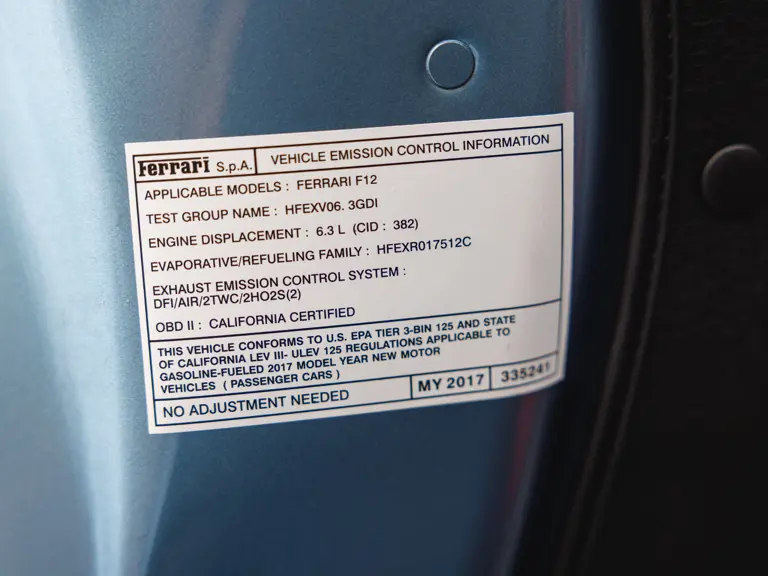 Ferrari S.p.A. VEHICLE EMISSION CONTROL INFORMATION
APPLICABLE MODELS : FERRARI F12
TEST GROUP NAME : HFEXV06. 3GDI
ENGINE DISPLACEMENT : 6.3 L (CID : 382)
EVAPORATIVE/REFUELING FAMILY : HFEXR017512C
EXHAUST EMISSION CONTROL SYSTEM :
DFI/AIR/2TWC/2HO2S(2)
OBD II : CALIFORNIA CERTIFIED
THIS VEHICLE CONFORMS TO U.S. EPA TIER 3-BIN 125 AND STATE
OF CALIFORNIA LEV III- ULEV 125 REGULATIONS APPLICABLE TO
GASOLINE-FUELED 2017 MODEL YEAR NEW MOTOR
VEHICLES ( PASSENGER CARS )
NO ADJUSTMENT NEEDED MY 2017 335241